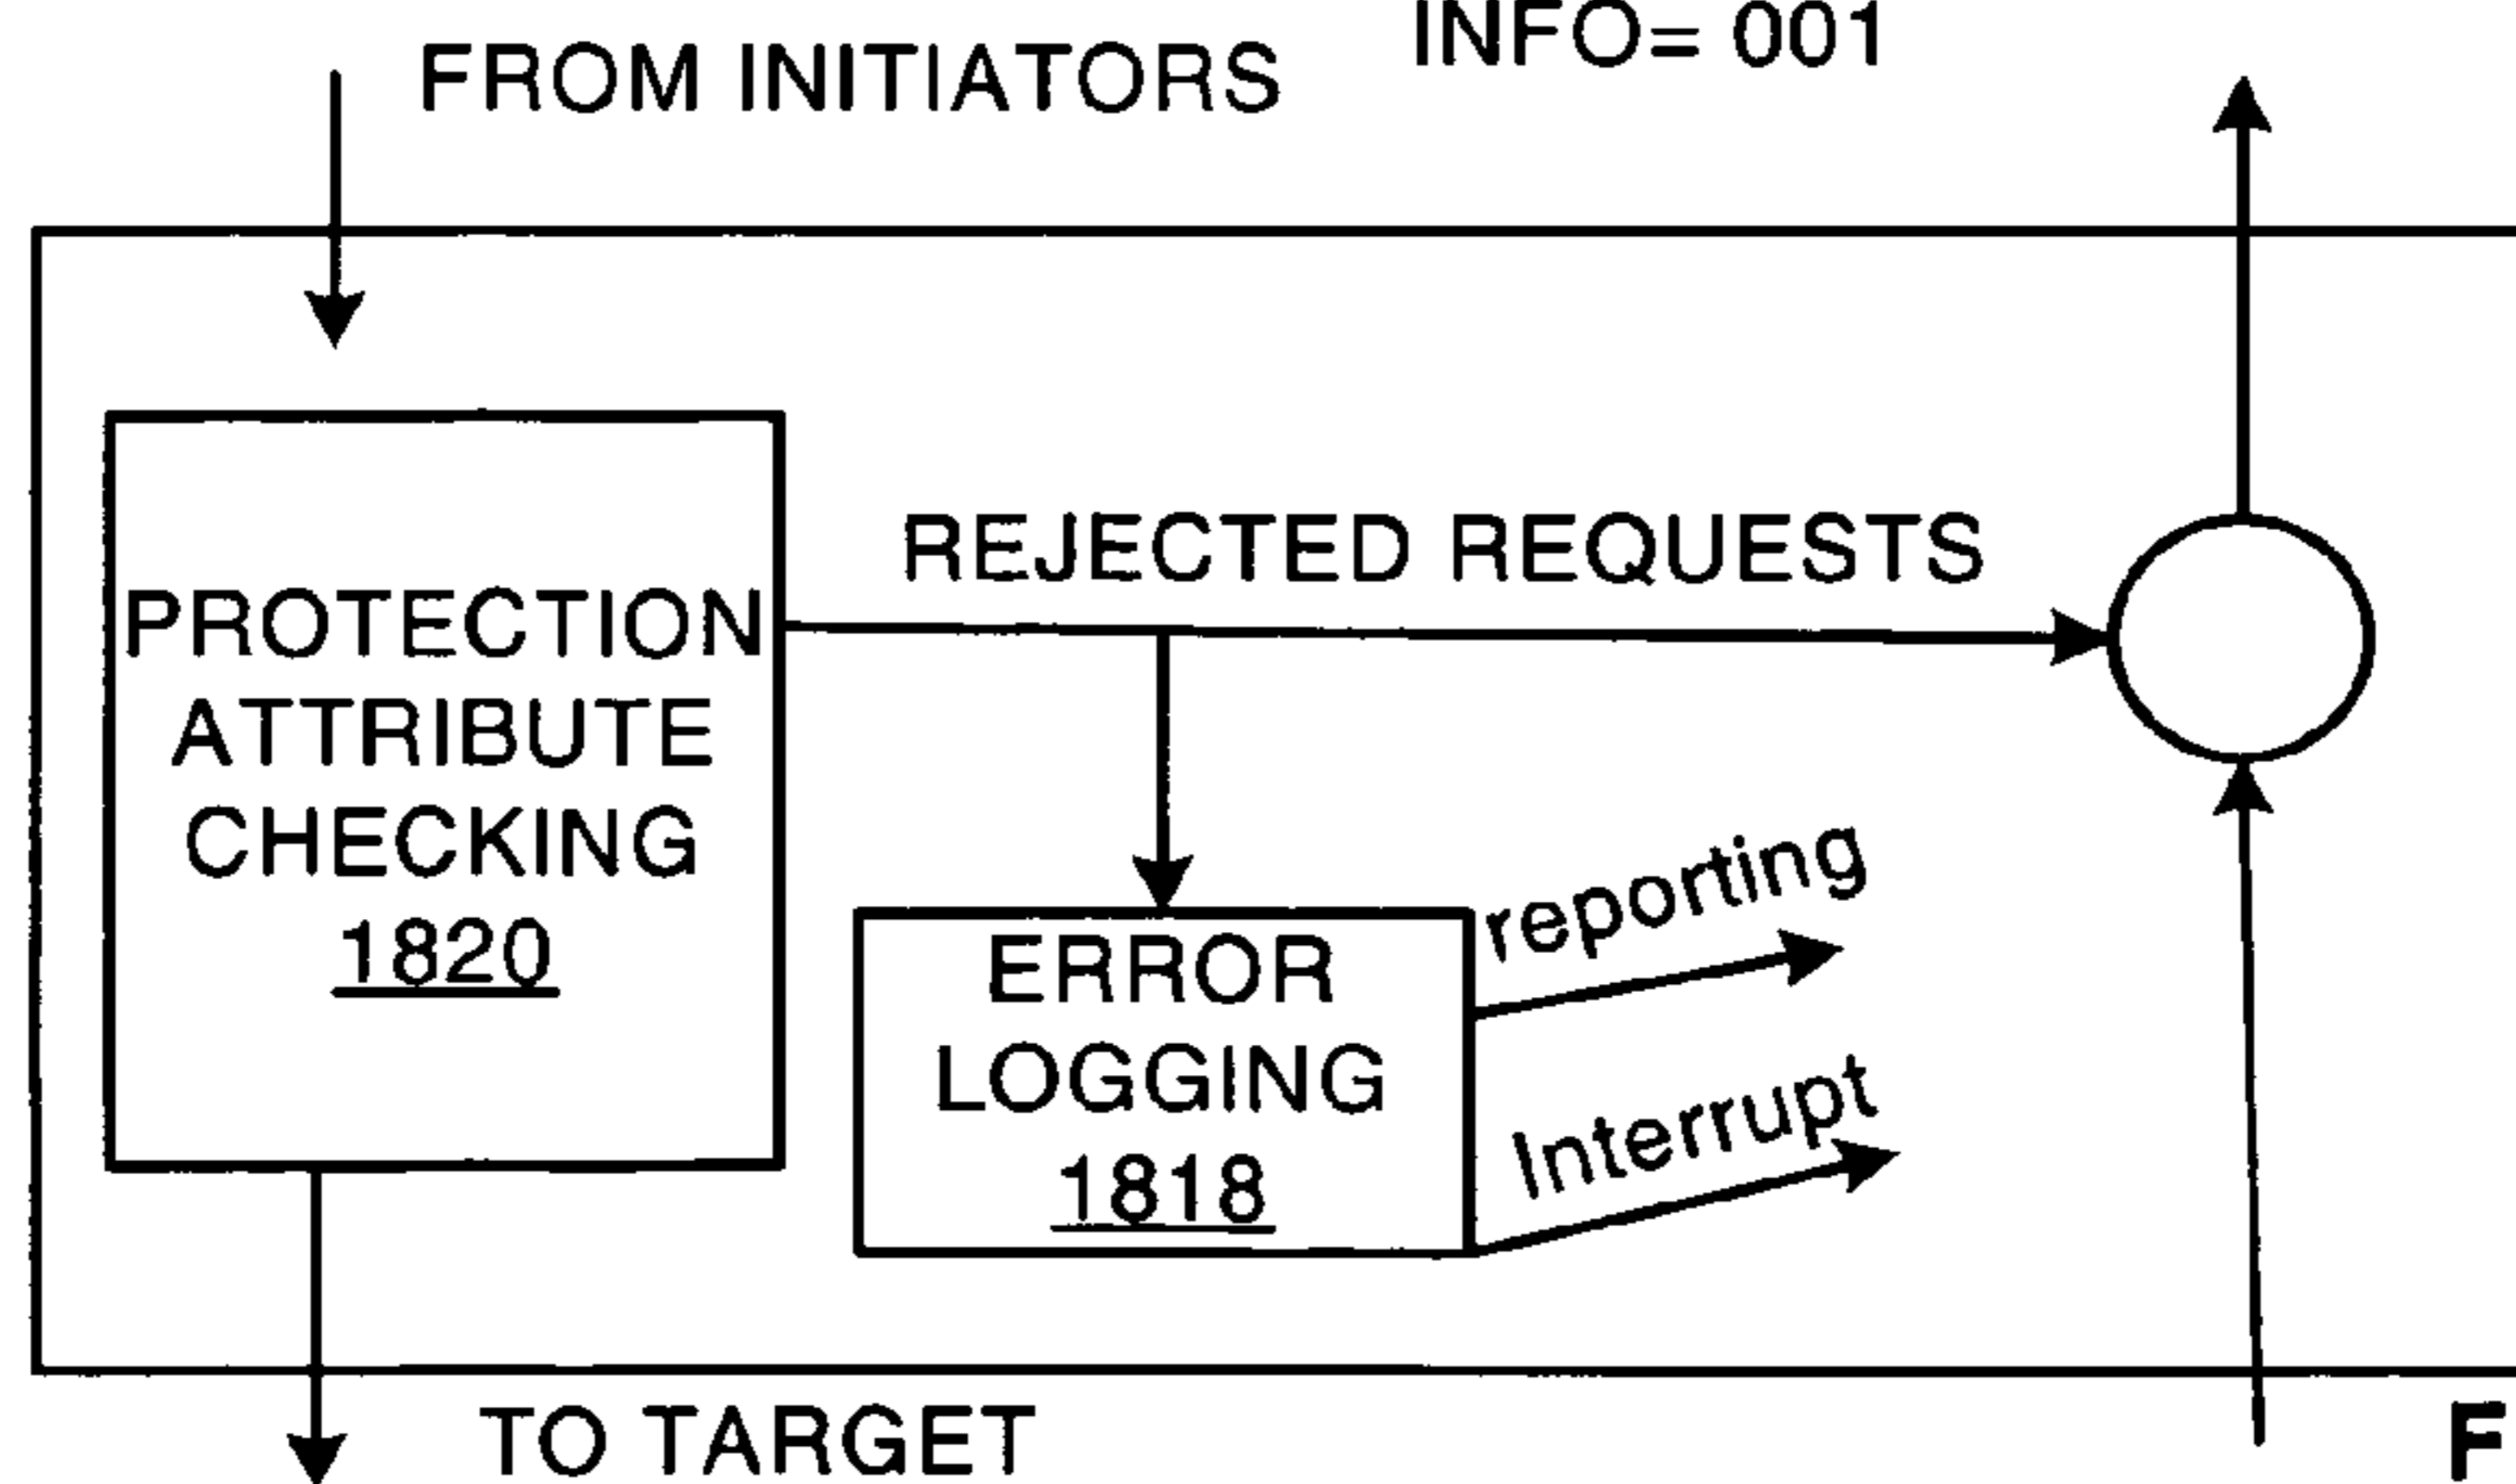 INFO= 001
FROM INITIATORS
REJECTED REQUESTS
PROTECTION
ATTRIBUTE
CHECKING
1820
reporting
ERROR
LOGGING
1818
Interrupt
TO TARGET
F